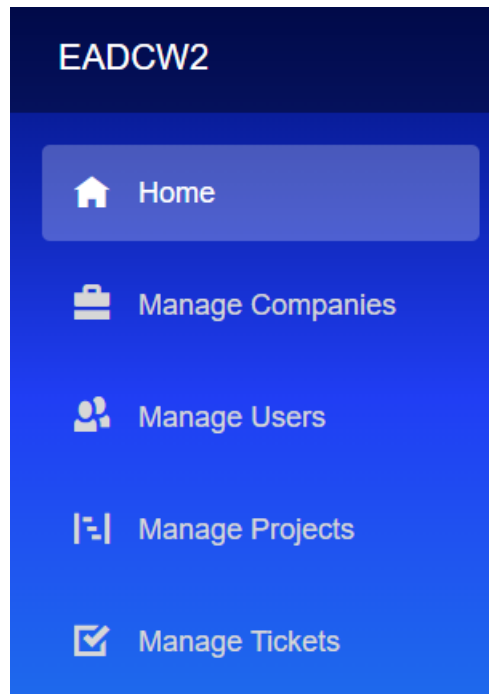 EADCW2
Home
Manage Companies
Manage Users
Manage Projects
Manage Tickets